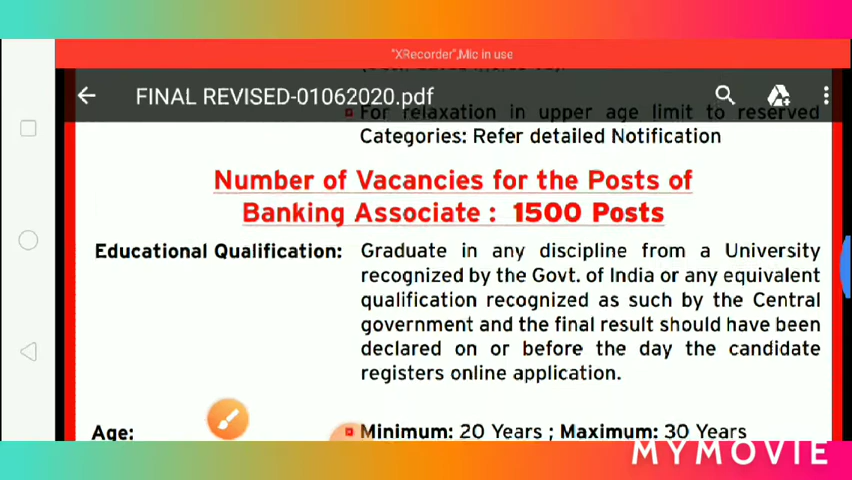 "XRecorder",Mic in use
FINAL REVISED-01062020.pdf
For relaxation in upper age limit to reserved
Categories: Refer detailed Notification
Number of Vacancies for the Posts of
Banking Associate : 1500 Posts
Educational Qualification: Graduate in any discipline from a University
recognized by the Govt. of India or any equivalent
qualification recognized as such by the Central
government and the final result should have been
declared on or before the day the candidate
registers online application.
Age: Minimum: 20 Years ; Maximum: 30 Years
MYMOVIE